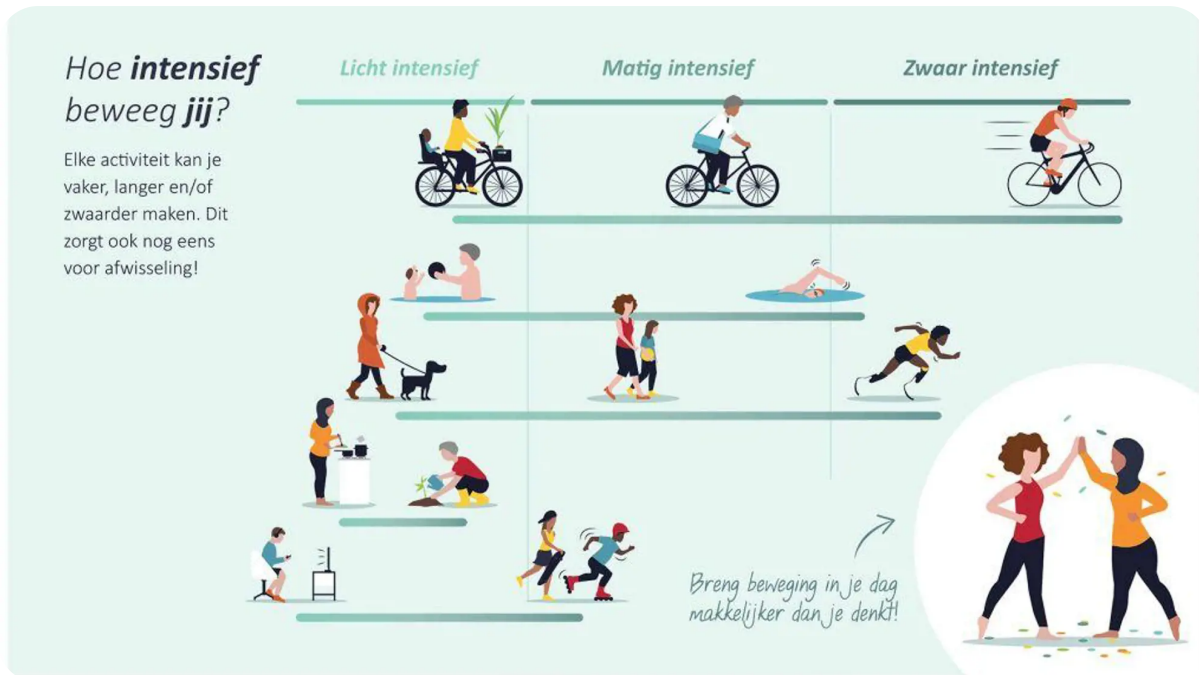 Hoe intensief
beweeg jij?
Elke activiteit kan je
vaker, langer en/of
zwaarder maken. Dit
zorgt ook nog eens
voor afwisseling!
Licht intensief
Matig intensief
Zwaar intensief
Breng beweging in je dag
makkelijker dan je denkt!